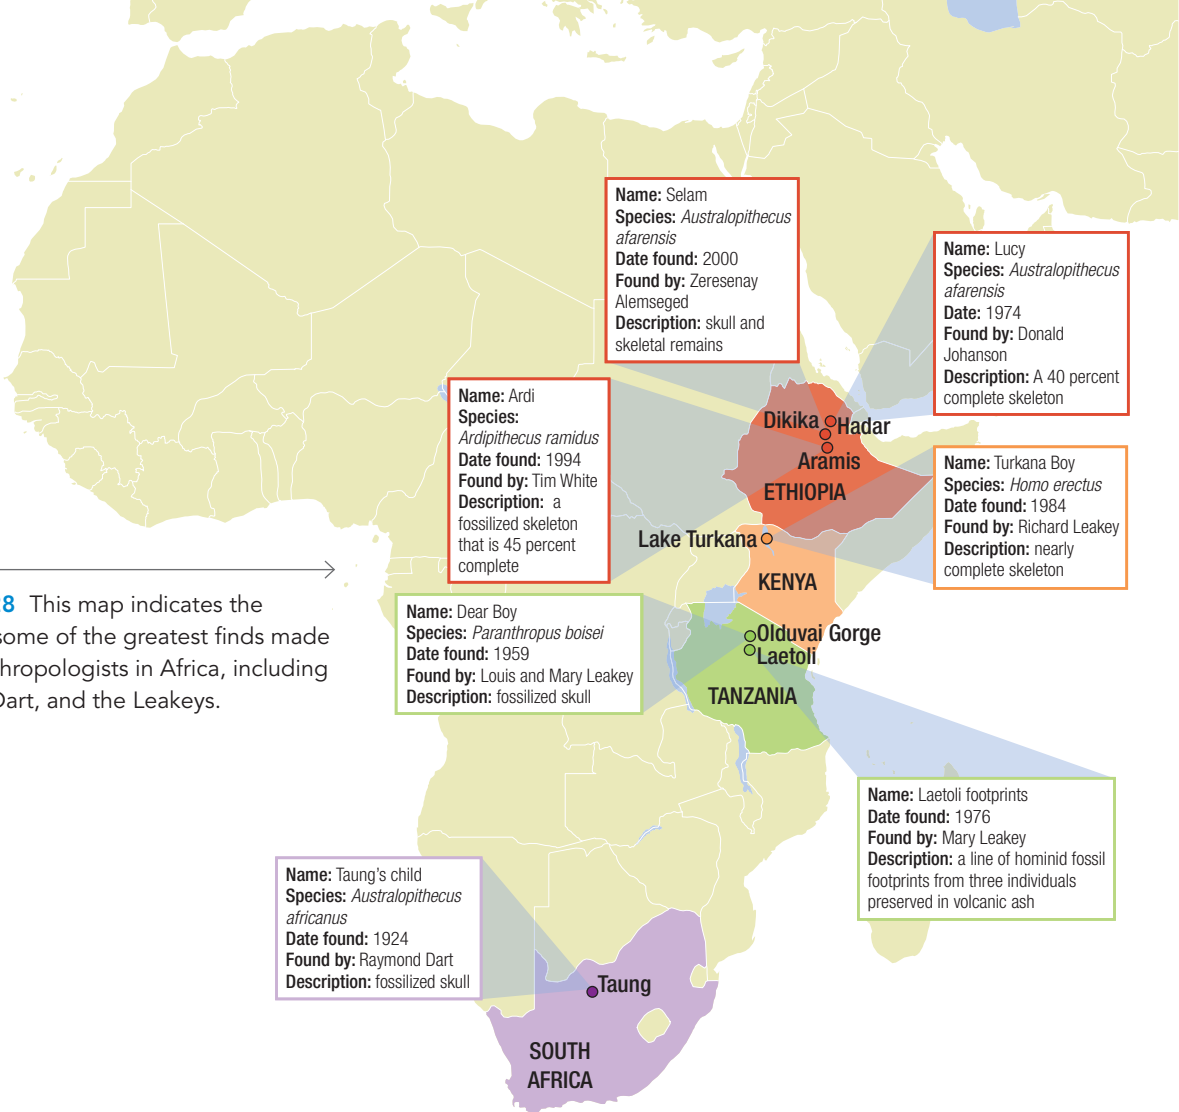 Name: Selam
Species: Australopithecus
afarensis
Date found: 2000
Found by: Zeresenay
Alemseged
Description: skull and
skeletal remains
Name: Lucy
Species: Australopithecus
afarensis
Date: 1974
Found by: Donald
Johanson
Description: A 40 percent
complete skeleton
Name: Ardi
Species:
Ardipithecus ramidus
Date found: 1994
Found by: Tim White
Description: a
fossilized skeleton
that is 45 percent
complete
Dikika
Hadar
Aramis
ETHIOPIA
Name: Turkana Boy
Species: Homo erectus
Date found: 1984
Found by: Richard Leakey
Description: nearly
complete skeleton
Lake Turkana
KENYA
8 This map indicates the
some of the greatest finds made
thropologists in Africa, including
Dart, and the Leakeys.
Name: Dear Boy
Species: Paranthropus boisei
Date found: 1959
Found by: Louis and Mary Leakey
Description: fossilized skull
Olduvai Gorge
Laetoli
TANZANIA
Name: Laetoli footprints
Date found: 1976
Found by: Mary Leakey
Description: a line of hominid fossil
footprints from three individuals
preserved in volcanic ash
Name: Taung's child
Species: Australopithecus
africanus
Date found: 1924
Found by: Raymond Dart
Description: fossilized skull
Taung
SOUTH
AFRICA